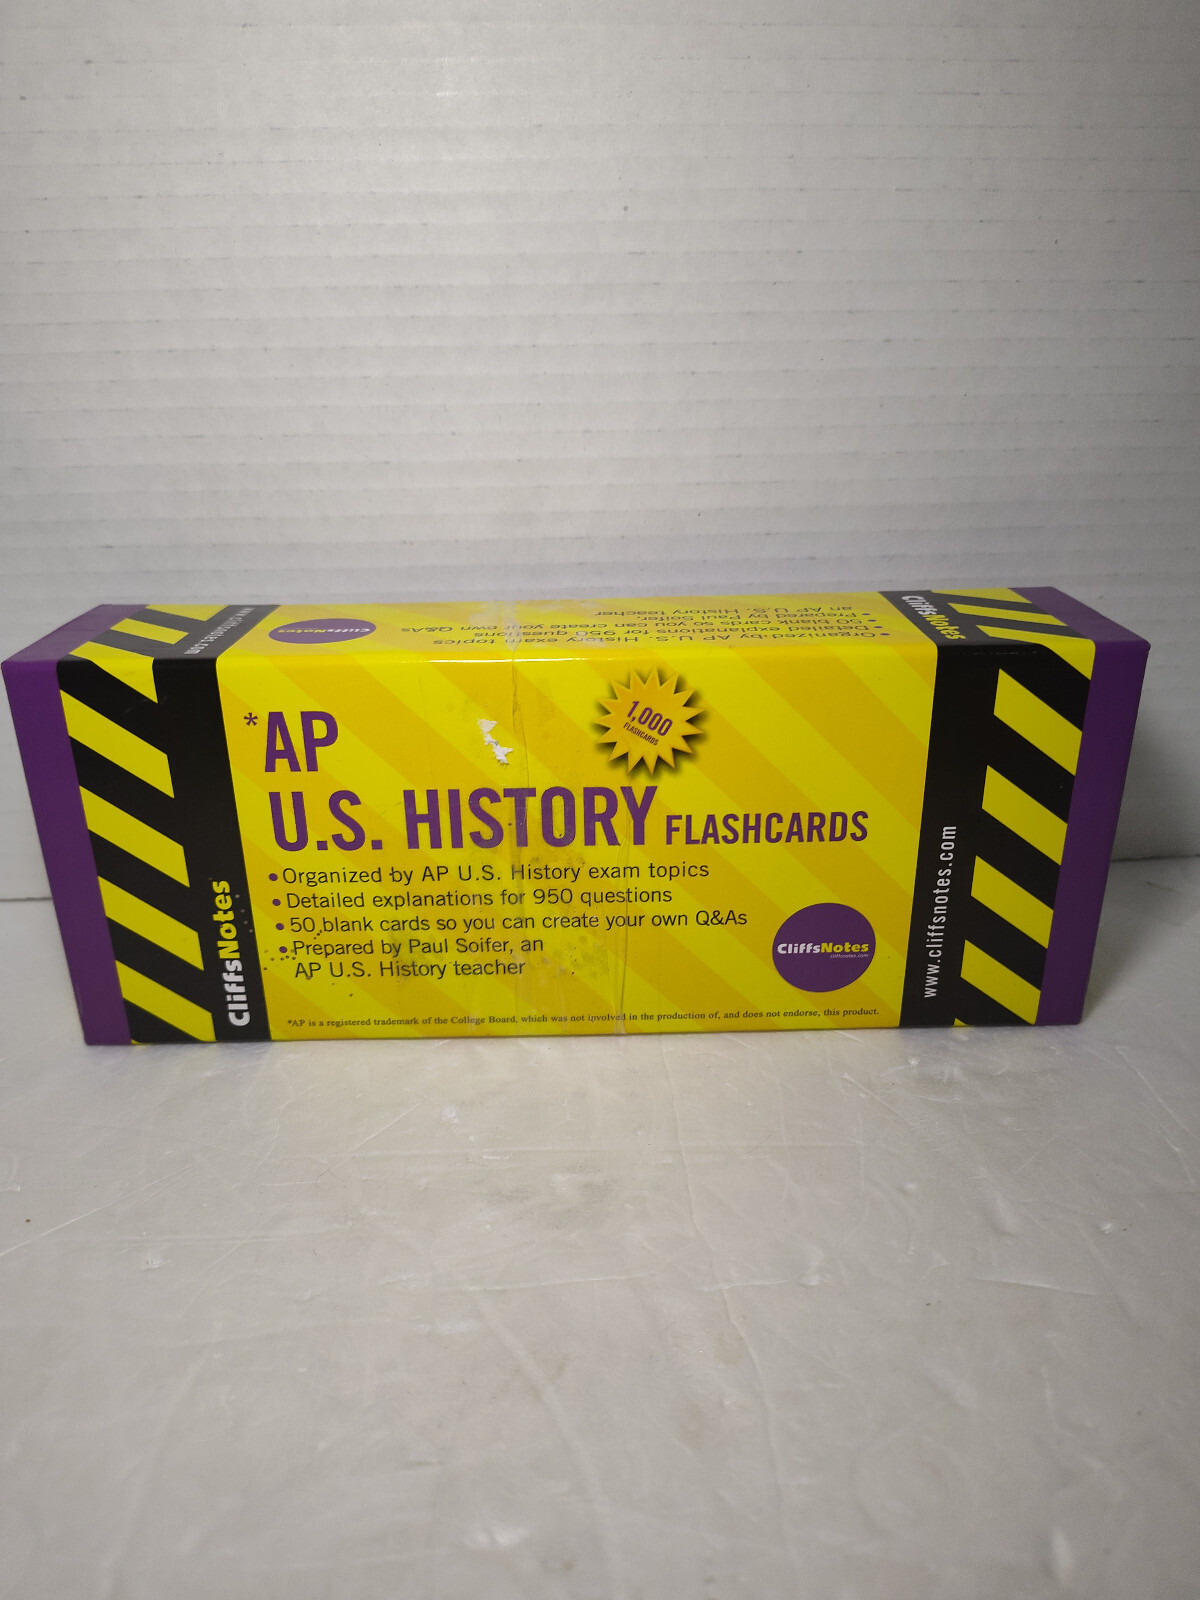 www.cliffsnotes.com
CliffsNotes
• Organized by AP U.S. History exam topics
• Detailed explanations for 950 questions
• 50 blank cards so you can create your own Q&As
• Prepared by Paul Soifer,
an AP U.S. History teacher
CliffsNotes
*AP
1,000
FLASHCARDS
U.S. HISTORY FLASHCARDS
• Organized by AP U.S. History exam topics
• Detailed explanations for 950 questions
• 50 blank cards so you can create your own Q&As
• Prepared by Paul Soifer, an
AP U.S. History teacher
CliffsNotes
cliffsnotes.com
*AP is a registered trademark of the College Board, which was not involved in the production of, and does not endorse, this product.
CliffsNotes
www.cliffsnotes.com